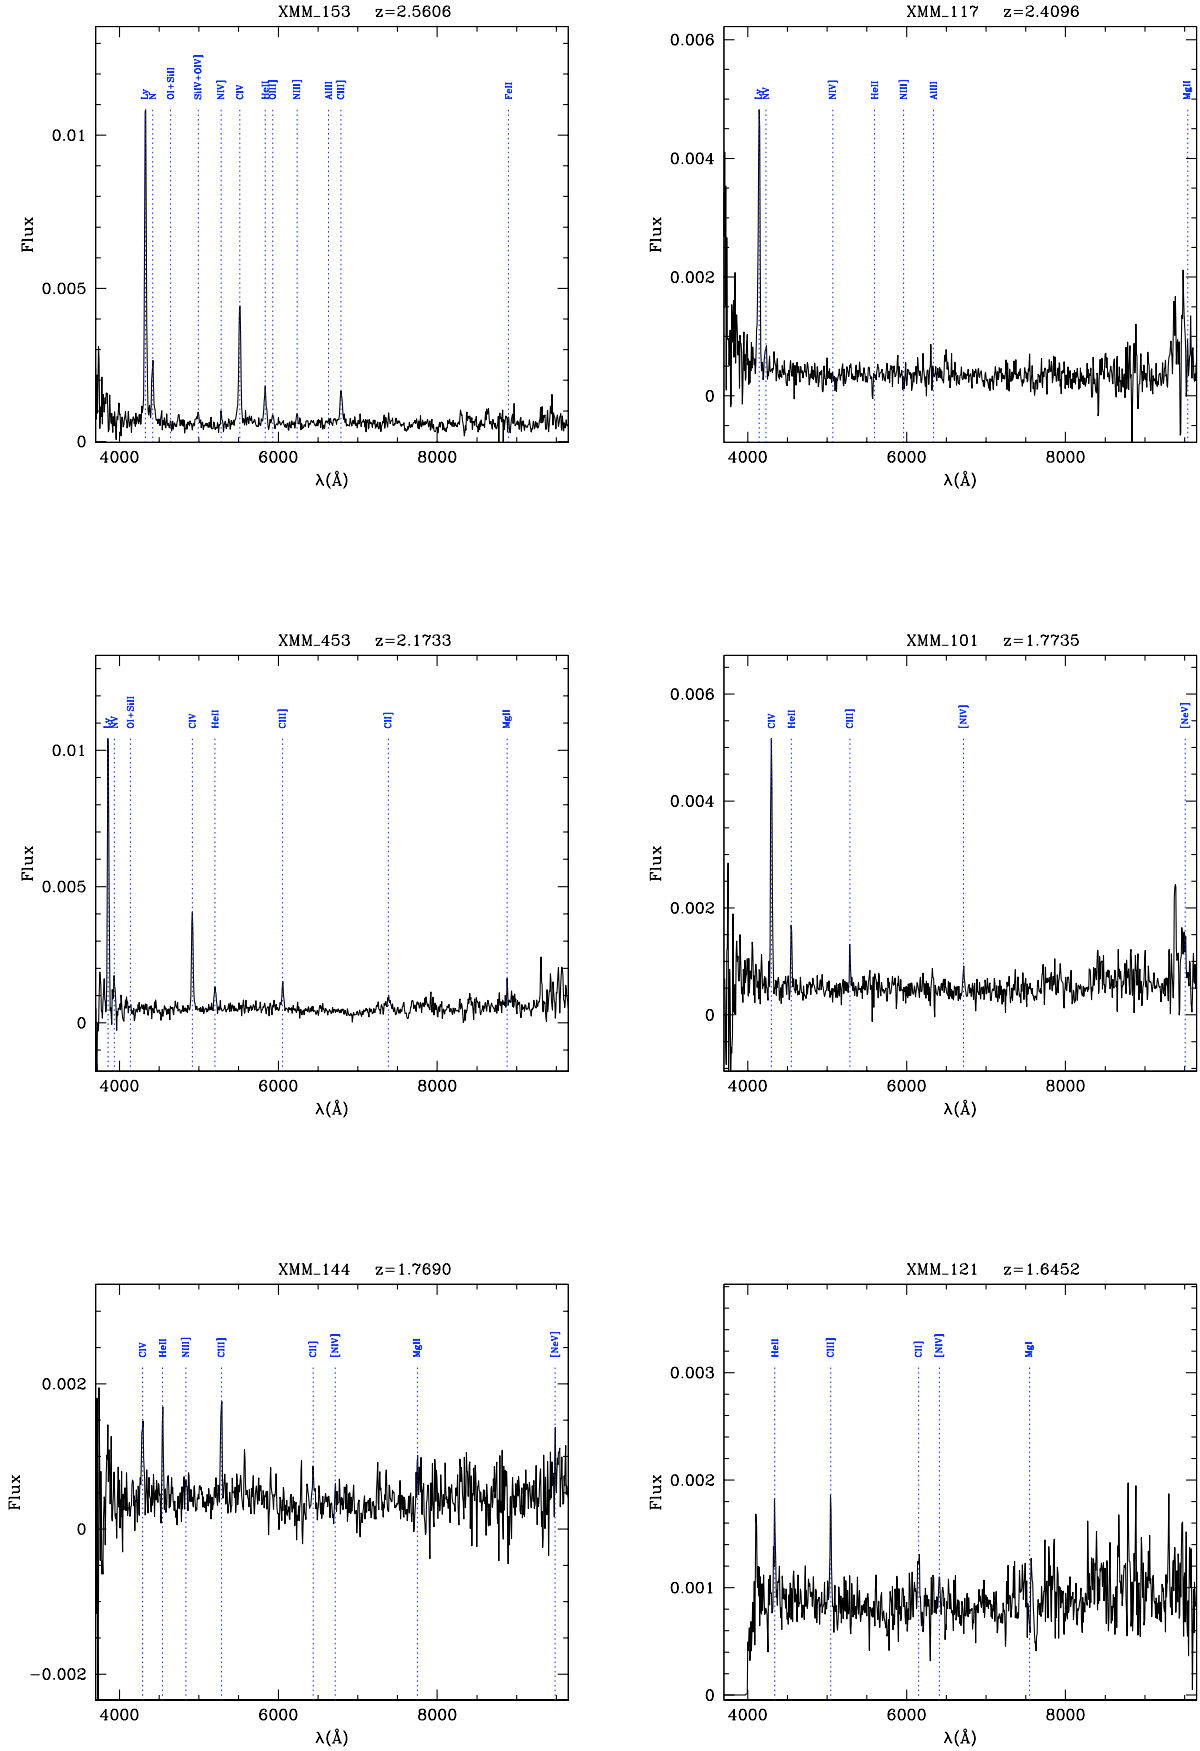 XMM_153 z=2.5606
Ly N OI+SiII SiIV+OIV] NIV] CIV HeII OIII] NIII] AlIII CIII] FeII
0.01
0.005
0
Flux
4000 6000 8000
λ(Å)
XMM_117 z=2.4096
Ly NV NIV] HeII NIII] AlIII MgII
0.006
0.004
0.002
0
Flux
4000 6000 8000
λ(Å)
XMM_453 z=2.1733
Ly NV OI+SiII CIV HeII CIII] CII] MgII
0.01
0.005
0
Flux
4000 6000 8000
λ(Å)
XMM_101 z=1.7735
CIV HeII CIII] [NIV] [NeV]
0.006
0.004
0.002
0
Flux
4000 6000 8000
λ(Å)
XMM_144 z=1.7690
CIV HeII NIII] CIII] CII] [NIV] MgII [NeV]
0.002
0
−0.002
Flux
4000 6000 8000
λ(Å)
XMM_121 z=1.6452
HeII CIII] CII] [NIV] MgI
0.003
0.002
0.001
0
Flux
4000 6000 8000
λ(Å)